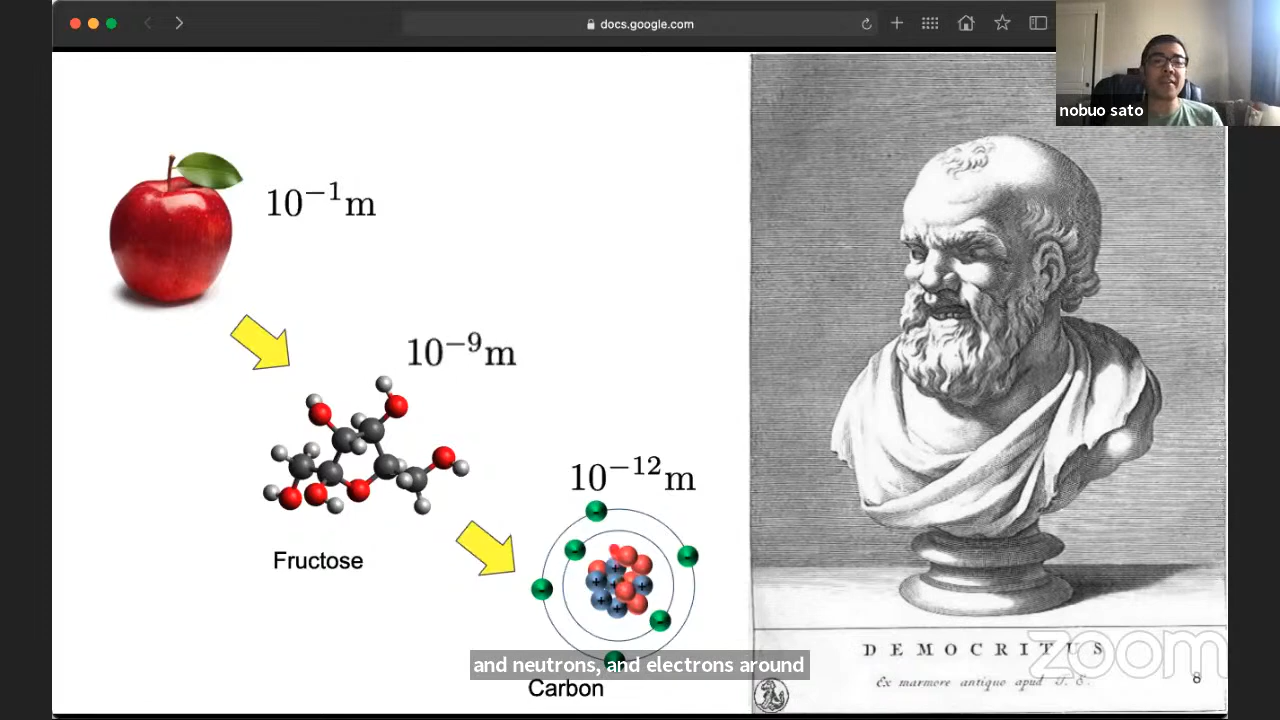 docs.google.com
nobuo sato
10⁻¹m
10⁻⁹m
10⁻¹²m
Fructose
and neutrons, and electrons around
Carbon
DEMOCRITUS
Ex marmore antiquo apud
zoom
8